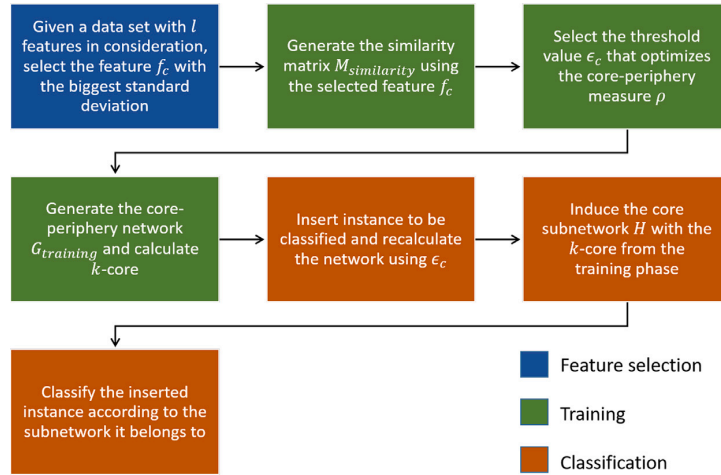 Given a data set with l
features in consideration,
select the feature f_c with
the biggest standard
deviation
Generate the similarity
matrix M_similarity using
the selected feature f_c
Select the threshold
value ϵ_c that optimizes
the core-periphery
measure ρ
Generate the core-
periphery network
G_training and calculate
k-core
Insert instance to be
classified and recalculate
the network using ϵ_c
Induce the core
subnetwork H with the
k-core from the
training phase
Classify the inserted
instance according to the
subnetwork it belongs to
Feature selection
Training
Classification